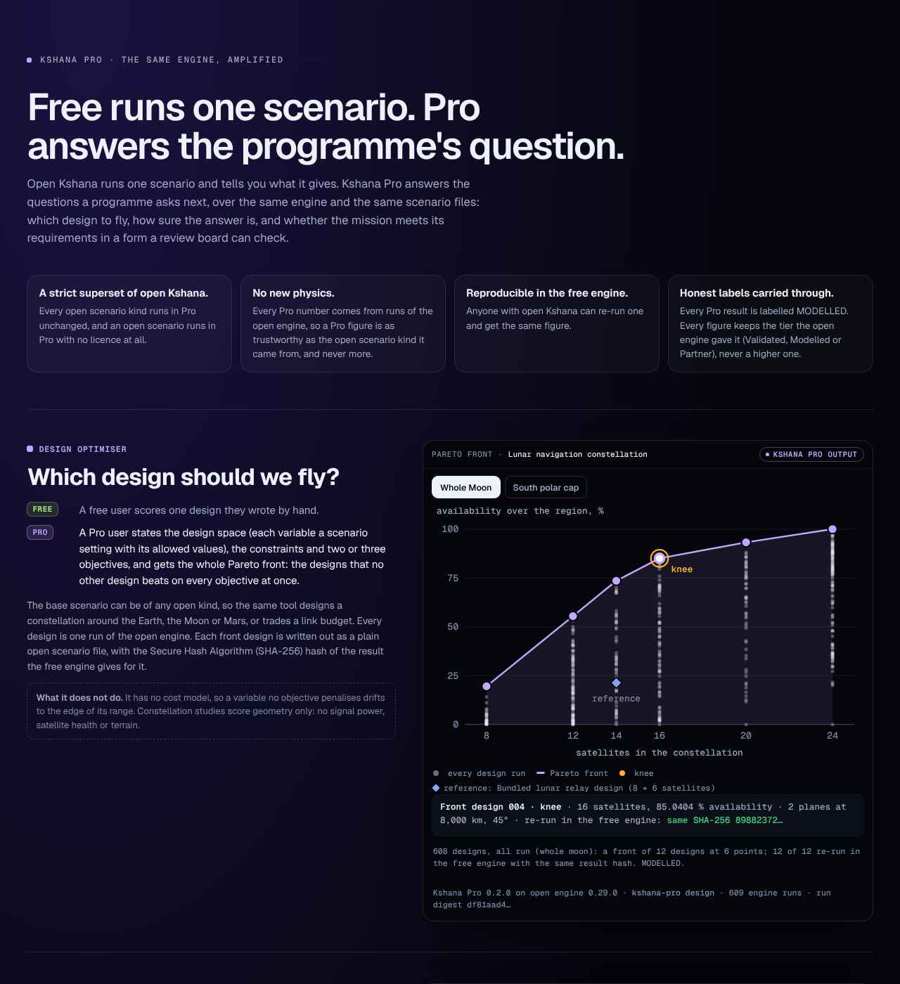 KSHANA PRO · THE SAME ENGINE, AMPLIFIED
Free runs one scenario. Pro
answers the programme's question.
Open Kshana runs one scenario and tells you what it gives. Kshana Pro answers the
questions a programme asks next, over the same engine and the same scenario files:
which design to fly, how sure the answer is, and whether the mission meets its
requirements in a form a review board can check.
A strict superset of open Kshana.
Every open scenario kind runs in Pro
unchanged, and an open scenario runs in
Pro with no licence at all.
No new physics.
Every Pro number comes from runs of the
open engine, so a Pro figure is as
trustworthy as the open scenario kind it
came from, and never more.
Reproducible in the free engine.
Anyone with open Kshana can re-run one
and get the same figure.
Honest labels carried through.
Every Pro result is labelled MODELLED.
Every figure keeps the tier the open
engine gave it (Validated, Modelled or
Partner), never a higher one.
DESIGN OPTIMISER
Which design should we fly?
FREE
A free user scores one design they wrote by hand.
PRO
A Pro user states the design space (each variable a scenario
setting with its allowed values), the constraints and two or three
objectives, and gets the whole Pareto front: the designs that no
other design beats on every objective at once.
The base scenario can be of any open kind, so the same tool designs a
constellation around the Earth, the Moon or Mars, or trades a link budget. Every
design is one run of the open engine. Each front design is written out as a plain
open scenario file, with the Secure Hash Algorithm (SHA-256) hash of the result
the free engine gives for it.
What it does not do. It has no cost model, so a variable no objective penalises drifts
to the edge of its range. Constellation studies score geometry only: no signal power,
satellite health or terrain.
PARETO FRONT · Lunar navigation constellation
KSHANA PRO OUTPUT
Whole Moon
South polar cap
availability over the region, %
100
75
50
25
0
knee
reference
8 12 14 16 20 24
satellites in the constellation
every design run
Pareto front
knee
reference: Bundled lunar relay design (8 + 6 satellites)
Front design 004 · knee · 16 satellites, 85.0404 % availability · 2 planes at
8,000 km, 45° · re-run in the free engine: same SHA-256 89882372…
608 designs, all run (whole moon): a front of 12 designs at 6 points; 12 of 12 re-run in
the free engine with the same result hash. MODELLED.
Kshana Pro 0.2.0 on open engine 0.29.0 · kshana-pro design · 609 engine runs · run
digest df81aad4…